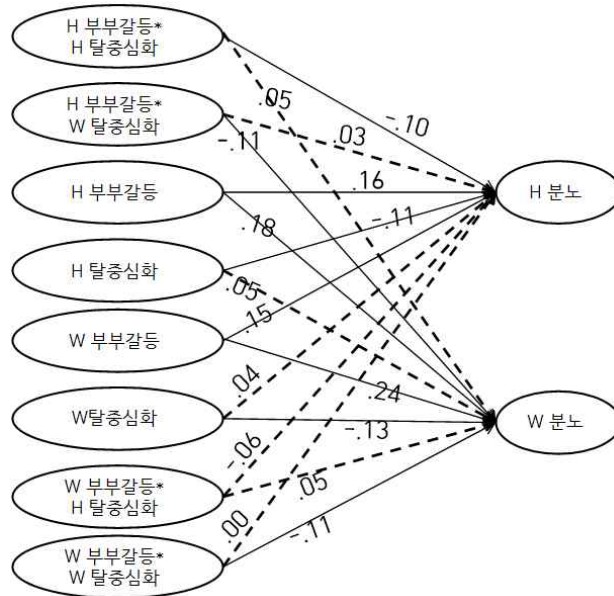 H 부부갈등*
H 탈중심화
H 부부갈등*
W 탈중심화
H 부부갈등
H 탈중심화
W 부부갈등
W탈중심화
W 부부갈등*
H 탈중심화
W 부부갈등*
W 탈중심화
.05
-.10
-.11
.03
.16
.18
-.11
.05
.15
.04
.24
-.13
-.06
.05
.00
-.11
H 분노
W 분노